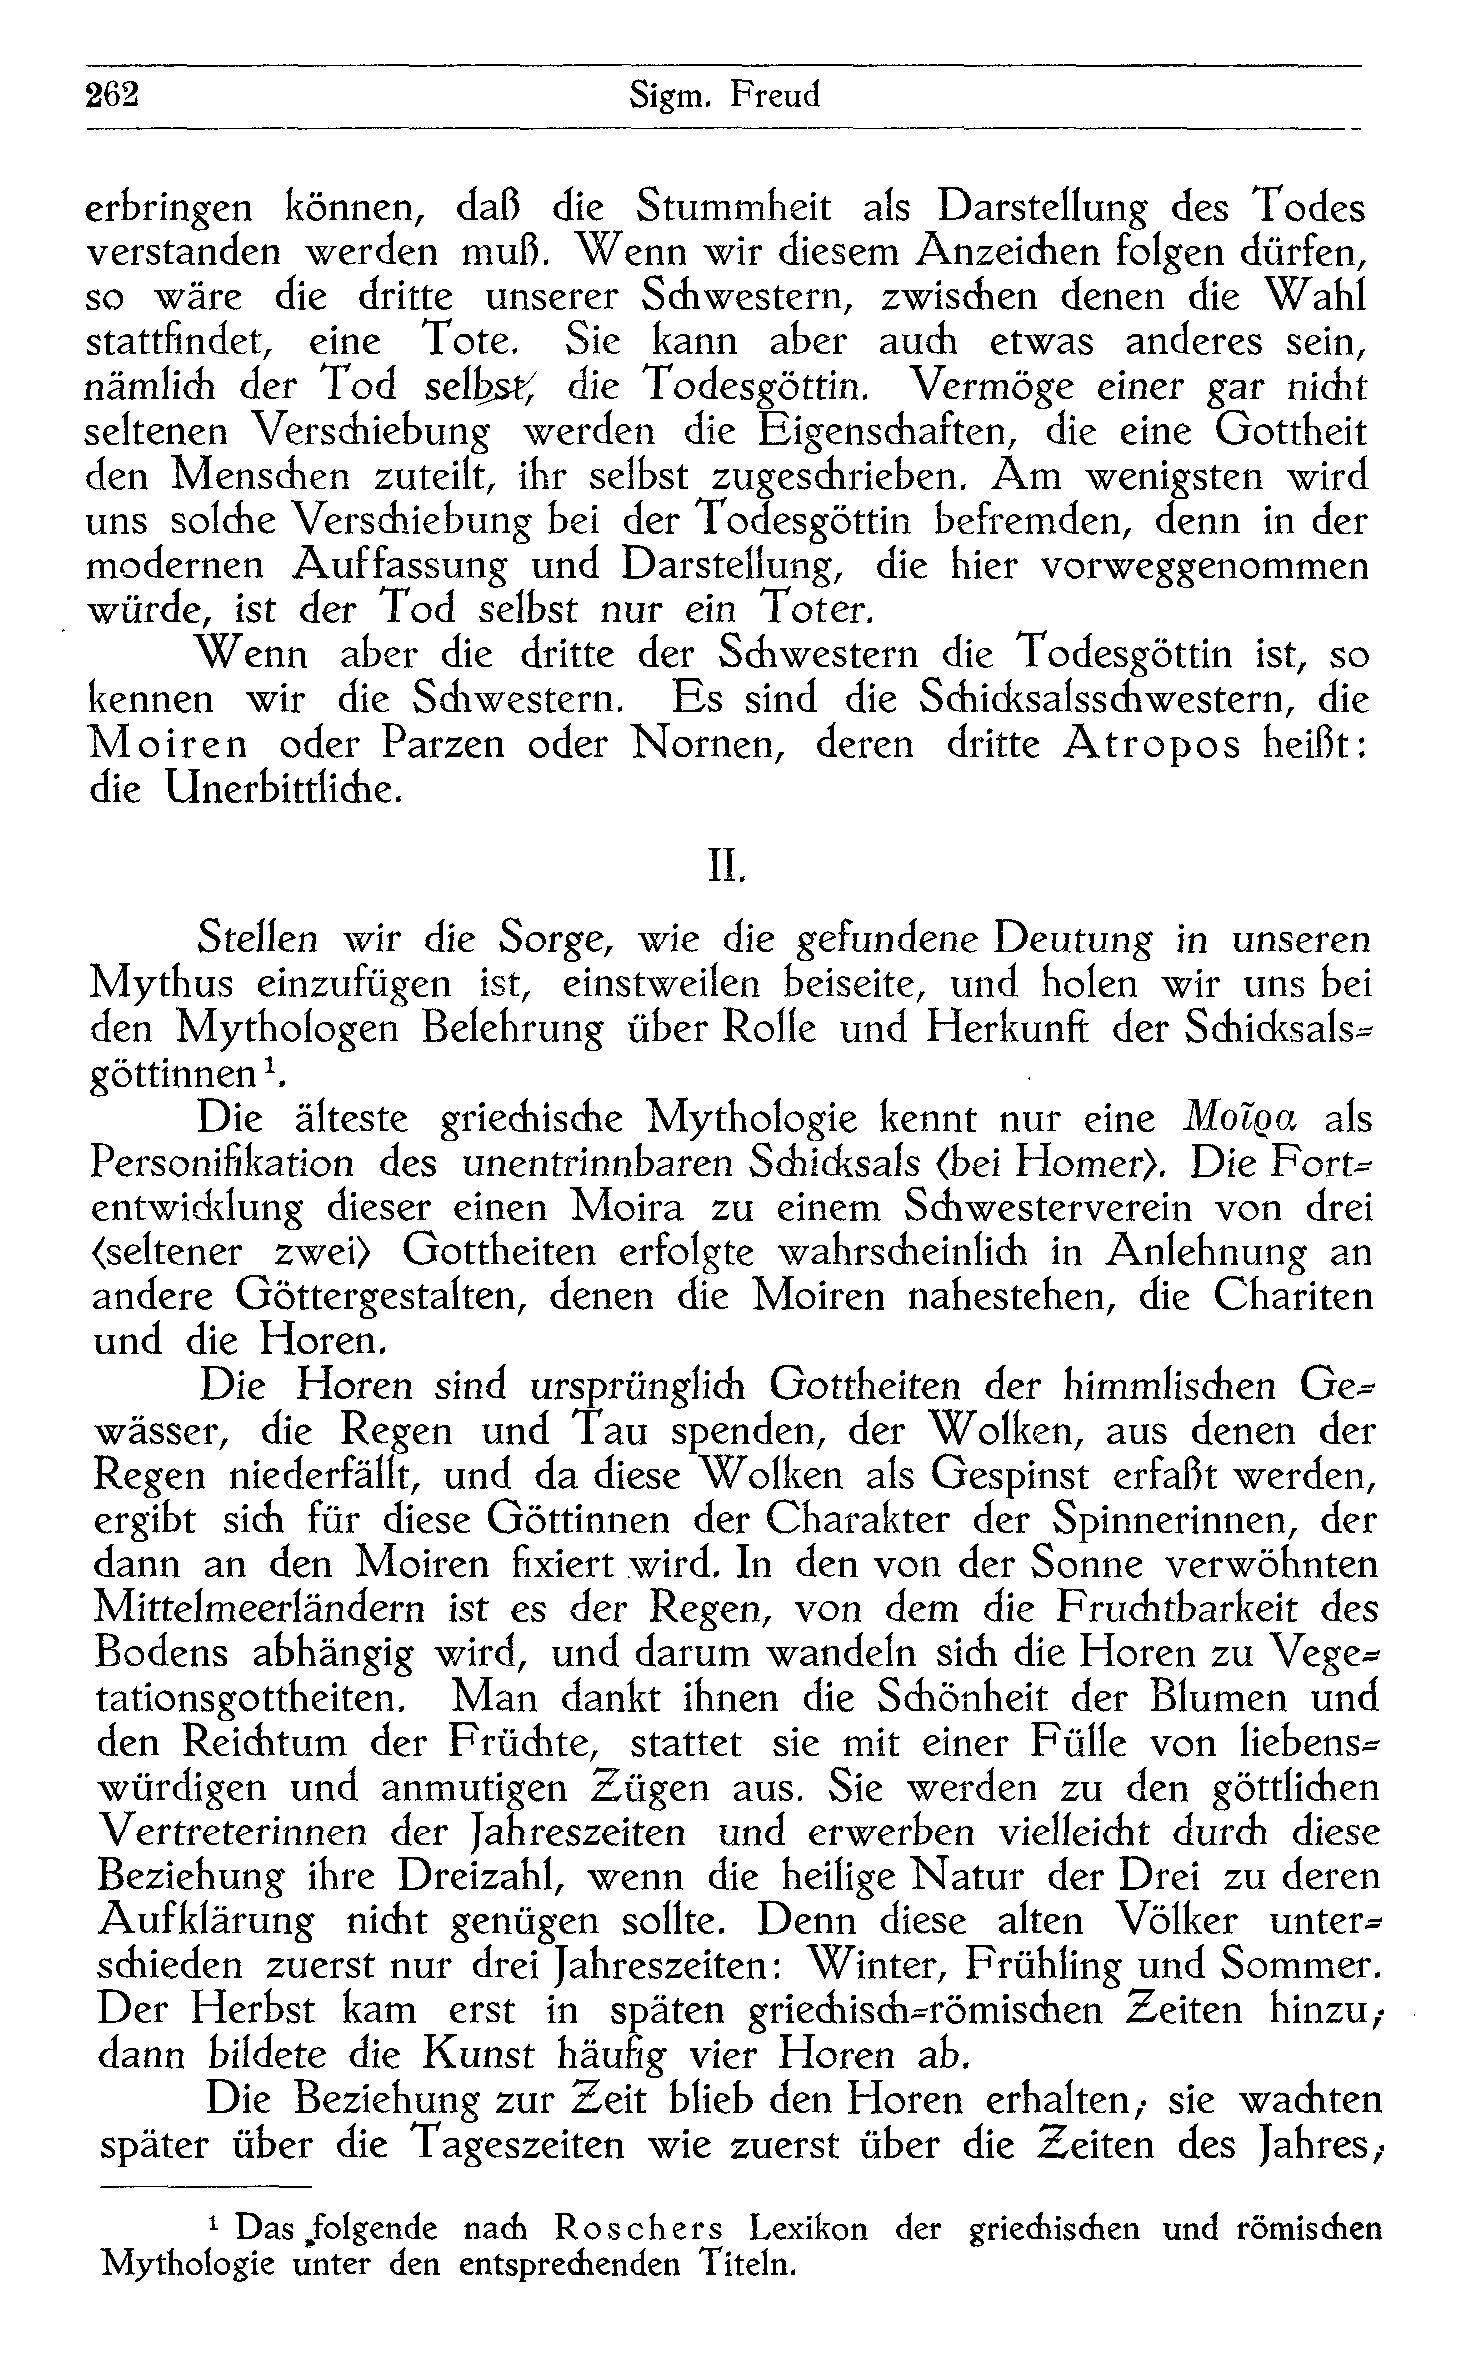 262 Sigm. Freud
erbringen können, daß die Stummheit als Darstellung des Todes
verstanden werden muß. Wenn wir diesem Anzeichen folgen dürfen,
so wäre die dritte unserer Schwestern, zwischen denen die Wahl
stattfindet, eine Tote. Sie kann aber auch etwas anderes sein,
nämlich der Tod selbst, die Todesgöttin. Vermöge einer gar nicht
seltenen Verschiebung werden die Eigenschaften, die eine Gottheit
den Menschen zuteilt, ihr selbst zugeschrieben. Am wenigsten wird
uns solche Verschiebung bei der Todesgöttin befremden, denn in der
modernen Auffassung und Darstellung, die hier vorweggenommen
würde, ist der Tod selbst nur ein Toter.
Wenn aber die dritte der Schwestern die Todesgöttin ist, so
kennen wir die Schwestern. Es sind die Schicksalsschwestern, die
Moiren oder Parzen oder Nornen, deren dritte Atropos heißt:
die Unerbittliche.
II.
Stellen wir die Sorge, wie die gefundene Deutung in unseren
Mythus einzufügen ist, einstweilen beiseite, und holen wir uns bei
den Mythologen Belehrung über Rolle und Herkunft der Schicksals-
göttinnen¹.
Die älteste griechische Mythologie kennt nur eine Μοῖρα als
Personifikation des unentrinnbaren Schicksals (bei Homer). Die Fort-
entwicklung dieser einen Moira zu einem Schwesterverein von drei
(seltener zwei) Gottheiten erfolgte wahrscheinlich in Anlehnung an
andere Göttergestalten, denen die Moiren nahestehen, die Chariten
und die Horen.
Die Horen sind ursprünglich Gottheiten der himmlischen Ge-
wässer, die Regen und Tau spenden, der Wolken, aus denen der
Regen niederfällt, und da diese Wolken als Gespinst erfaßt werden,
ergibt sich für diese Göttinnen der Charakter der Spinnerinnen, der
dann an den Moiren fixiert wird. In den von der Sonne verwöhnten
Mittelmeerländern ist es der Regen, von dem die Fruchtbarkeit des
Bodens abhängig wird, und darum wandeln sich die Horen zu Vege-
tationsgottheiten. Man dankt ihnen die Schönheit der Blumen und
den Reichtum der Früchte, stattet sie mit einer Fülle von liebens-
würdigen und anmutigen Zügen aus. Sie werden zu den göttlichen
Vertreterinnen der Jahreszeiten und erwerben vielleicht durch diese
Beziehung ihre Dreizahl, wenn die heilige Natur der Drei zu deren
Aufklärung nicht genügen sollte. Denn diese alten Völker unter-
schieden zuerst nur drei Jahreszeiten: Winter, Frühling und Sommer.
Der Herbst kam erst in späten griechisch-römischen Zeiten hinzu;
dann bildete die Kunst häufig vier Horen ab.
Die Beziehung zur Zeit blieb den Horen erhalten; sie wachten
später über die Tageszeiten wie zuerst über die Zeiten des Jahres;
¹ Das folgende nach Roschers Lexikon der griechischen und römischen
Mythologie unter den entsprechenden Titeln.